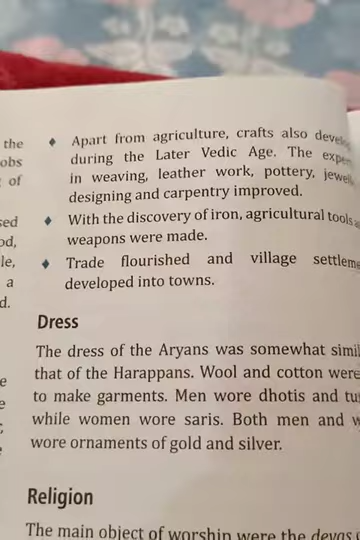 the
obs
of
sed
le,
a
d.
Apart from agriculture, crafts also
during the Later Vedic Age. The
in weaving, leather work, pottery,
designing and carpentry improved.
With the discovery of iron, agricultural tools
weapons were made.
Trade flourished and village
developed into towns.
Dress
The dress of the Aryans was somewhat
that of the Harappans. Wool and cotton were
to make garments. Men wore dhotis and
while women wore saris. Both men and
wore ornaments of gold and silver.
Religion
The main object of worship were the devas